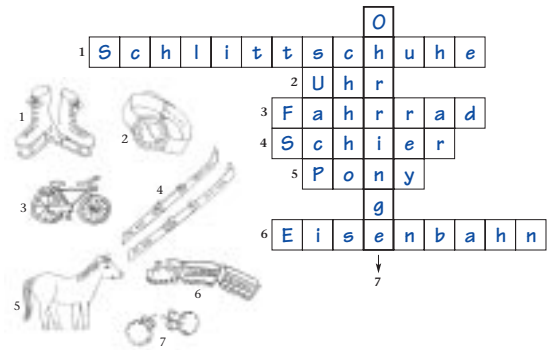 O
1 Schlittschuhe
2 Uhr
3 Fahrrad
4 Schier
5 Pony
g
6 Eisenbahn
7
1
2
3
4
5
6
7